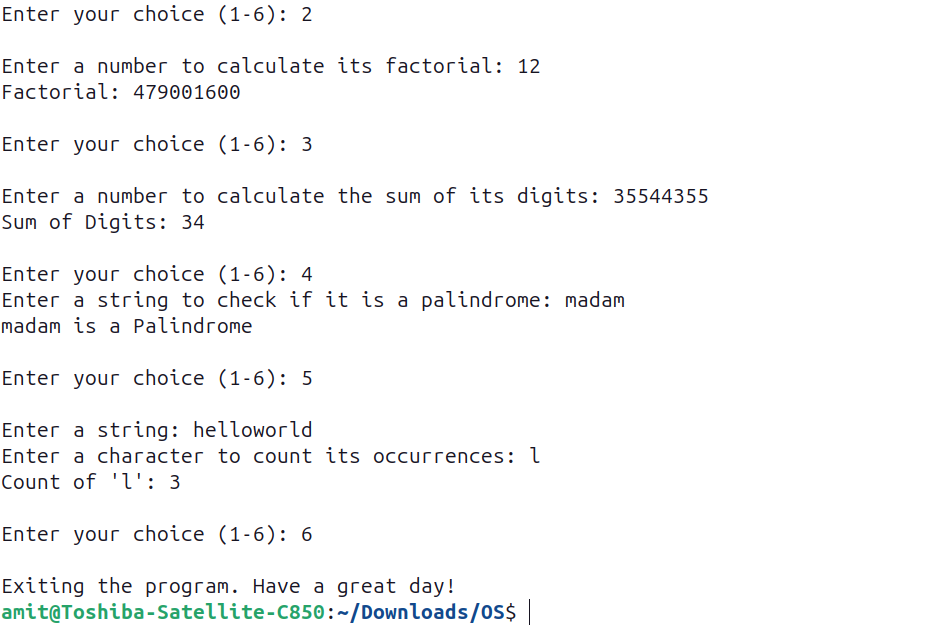 Enter your choice (1-6): 2
Enter a number to calculate its factorial: 12
Factorial: 479001600
Enter your choice (1-6): 3
Enter a number to calculate the sum of its digits: 35544355
Sum of Digits: 34
Enter your choice (1-6): 4
Enter a string to check if it is a palindrome: madam
madam is a Palindrome
Enter your choice (1-6): 5
Enter a string: helloworld
Enter a character to count its occurrences: l
Count of 'l': 3
Enter your choice (1-6): 6
Exiting the program. Have a great day!
amit@Toshiba-Satellite-C850:~/Downloads/OS$